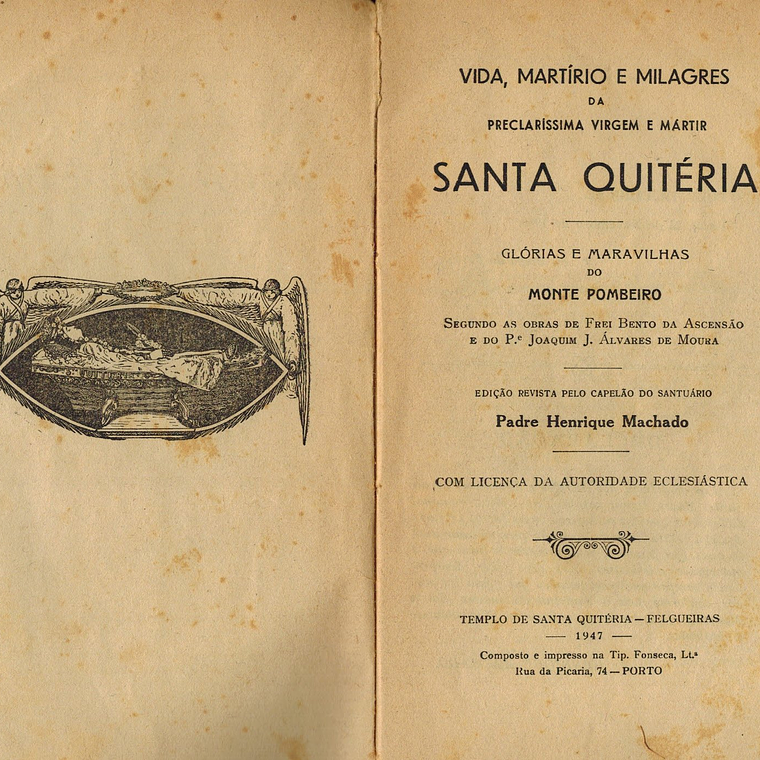 VIDA, MARTÍRIO E MILAGRES
DA
PRECLARÍSSIMA VIRGEM E MÁRTIR
SANTA QUITÉRIA
GLÓRIAS E MARAVILHAS
DO
MONTE POMBEIRO
SEGUNDO AS OBRAS DE FREI BENTO DA ASCENSÃO
E DO P.e JOAQUIM J. ÁLVARES DE MOURA
EDIÇÃO REVISTA PELO CAPELÃO DO SANTUÁRIO
Padre Henrique Machado
COM LICENÇA DA AUTORIDADE ECLESIÁSTICA
TEMPLO DE SANTA QUITÉRIA — FELGUEIRAS
— 1947 —
Composto e impresso na Tip. Fonseca, Lt.ª
Rua da Picaria, 74 — PORTO